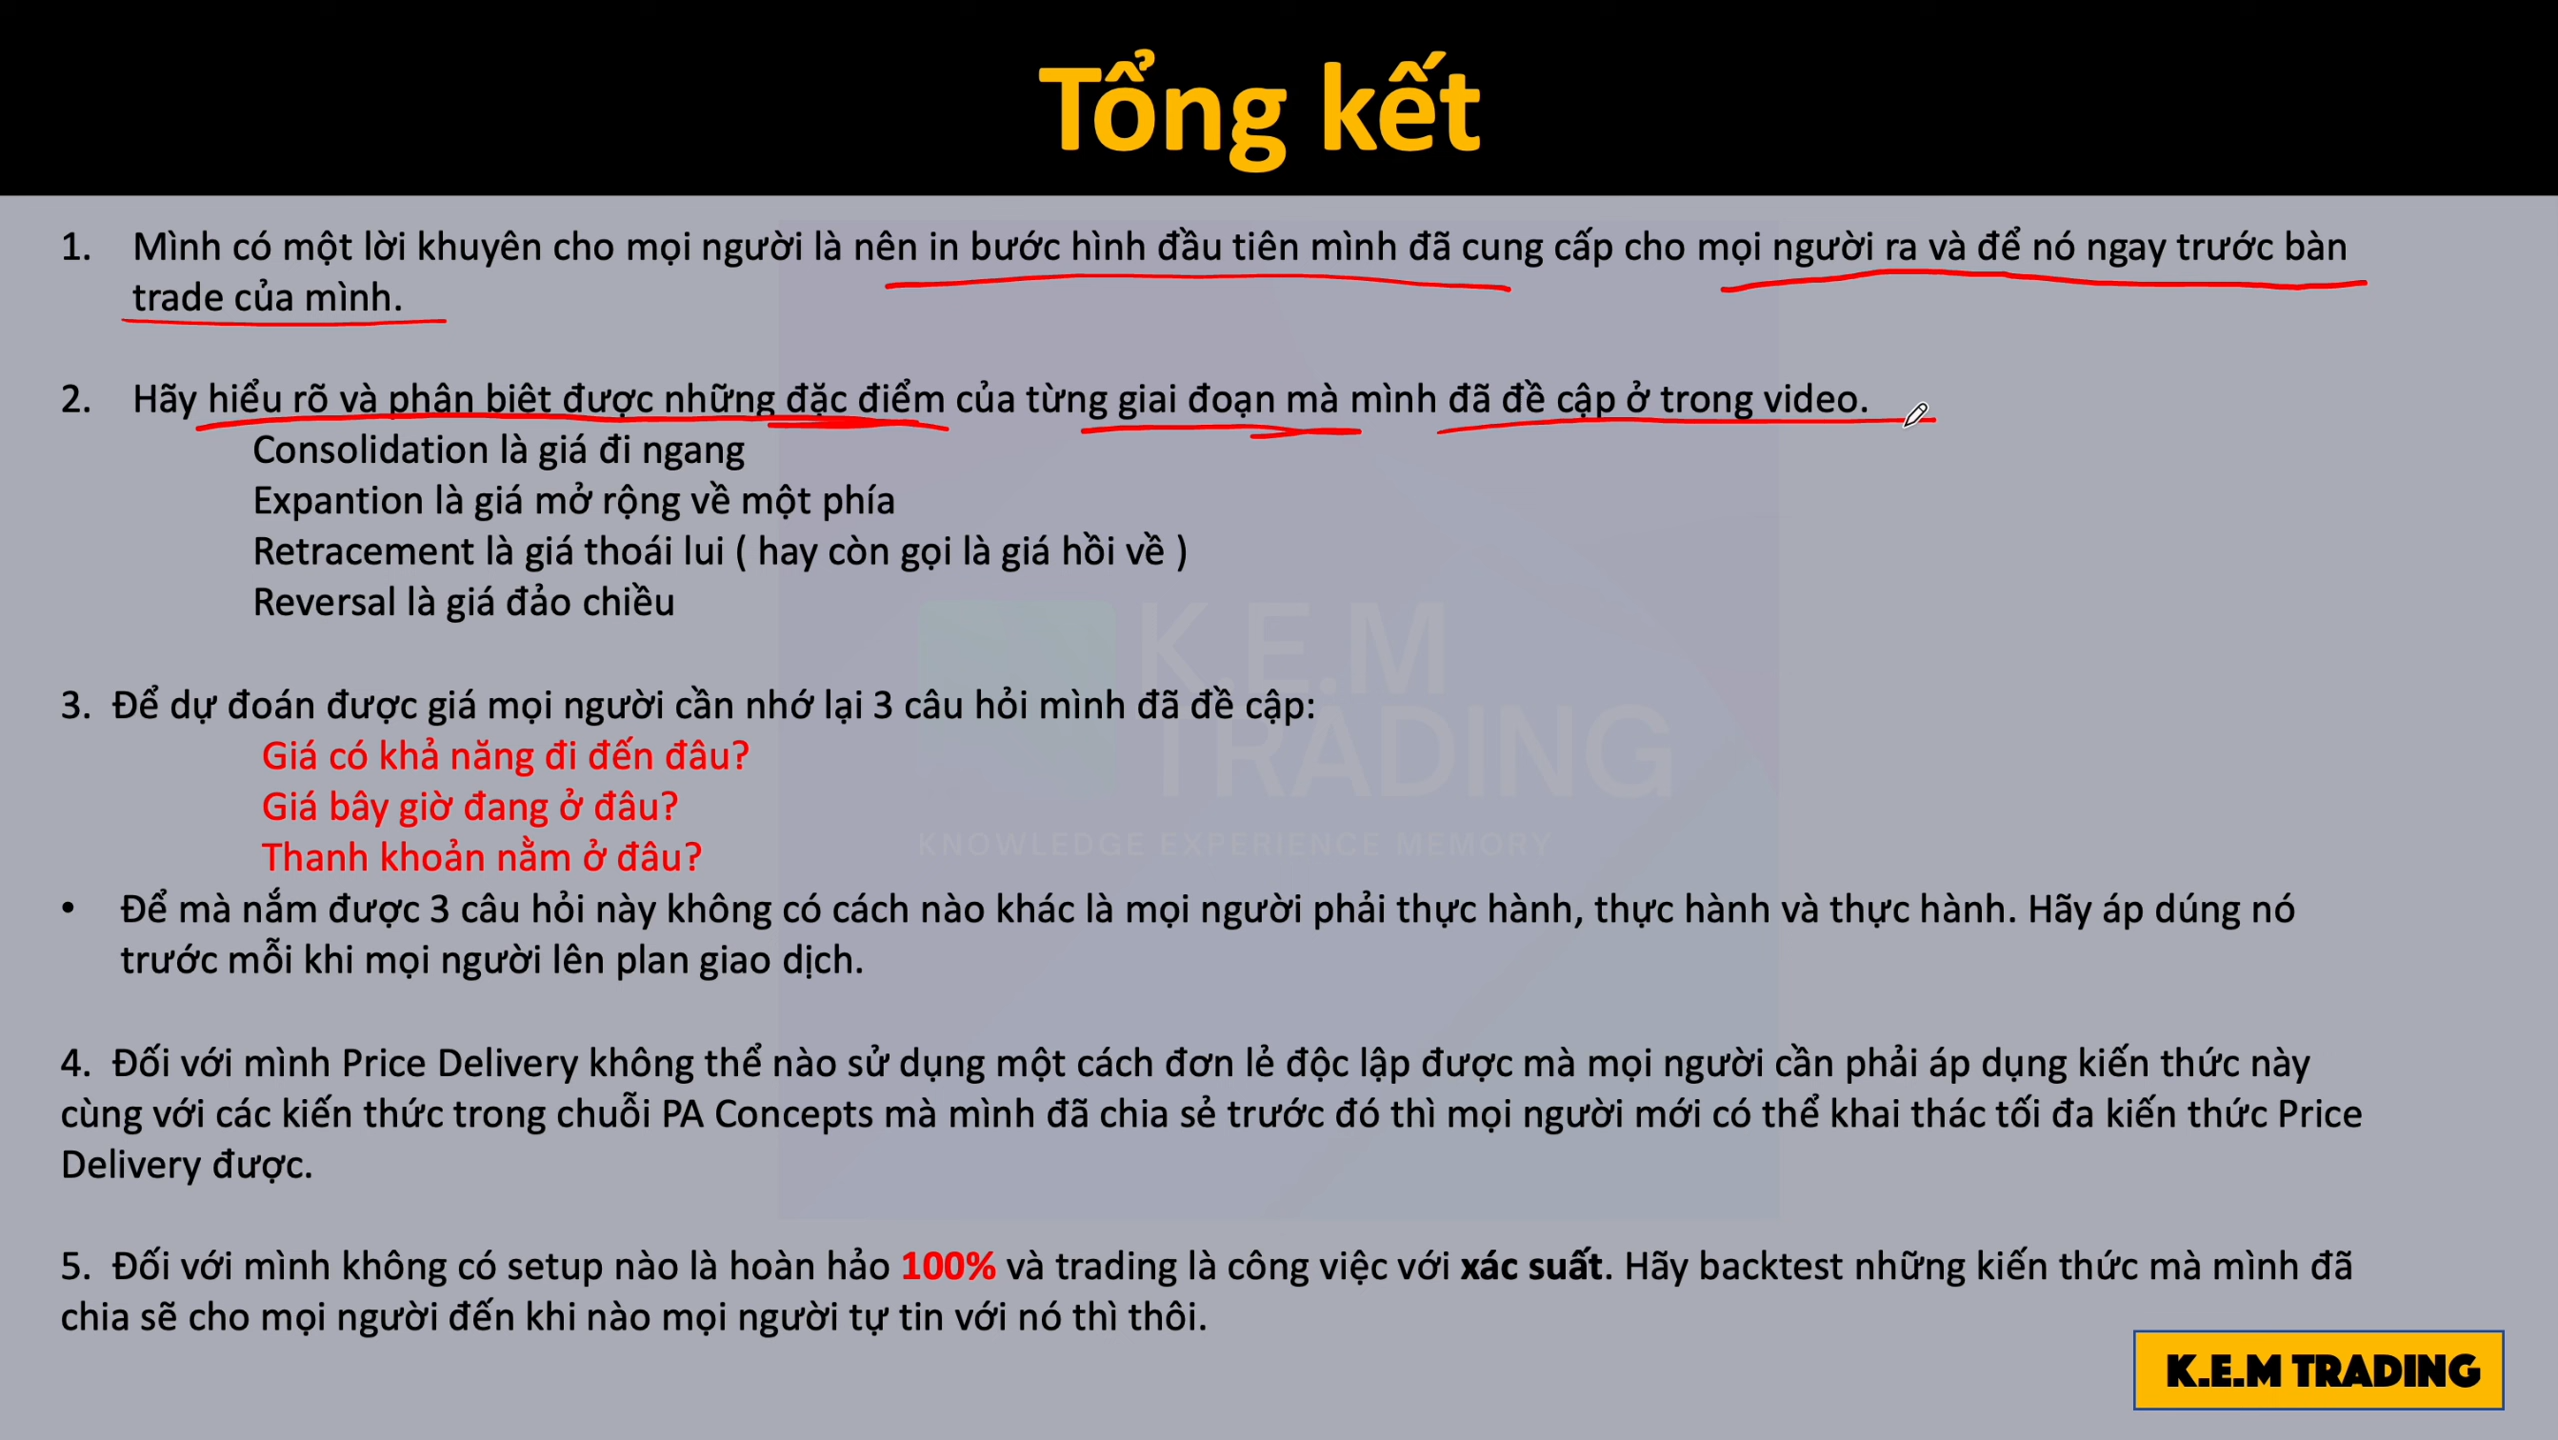 Tổng kết
1. Mình có một lời khuyên cho mọi người là nên in bước hình đầu tiên mình đã cung cấp cho mọi người ra và để nó ngay trước bàn
trade của mình.
2. Hãy hiểu rõ và phân biệt được những đặc điểm của từng giai đoạn mà mình đã đề cập ở trong video.
Consolidation là giá đi ngang
Expantion là giá mở rộng về một phía
Retracement là giá thoái lui ( hay còn gọi là giá hồi về )
Reversal là giá đảo chiều
K.E.M
TRADING
KNOWLEDGE EXPERIENCE MEMORY
3. Để dự đoán được giá mọi người cần nhớ lại 3 câu hỏi mình đã đề cập:
Giá có khả năng đi đến đâu?
Giá bây giờ đang ở đâu?
Thanh khoản nằm ở đâu?
• Để mà nắm được 3 câu hỏi này không có cách nào khác là mọi người phải thực hành, thực hành và thực hành. Hãy áp dúng nó
trước mỗi khi mọi người lên plan giao dịch.
4. Đối với mình Price Delivery không thể nào sử dụng một cách đơn lẻ độc lập được mà mọi người cần phải áp dụng kiến thức này
cùng với các kiến thức trong chuỗi PA Concepts mà mình đã chia sẻ trước đó thì mọi người mới có thể khai thác tối đa kiến thức Price
Delivery được.
5. Đối với mình không có setup nào là hoàn hảo 100% và trading là công việc với xác suất. Hãy backtest những kiến thức mà mình đã
chia sẽ cho mọi người đến khi nào mọi người tự tin với nó thì thôi.
K.E.M TRADING